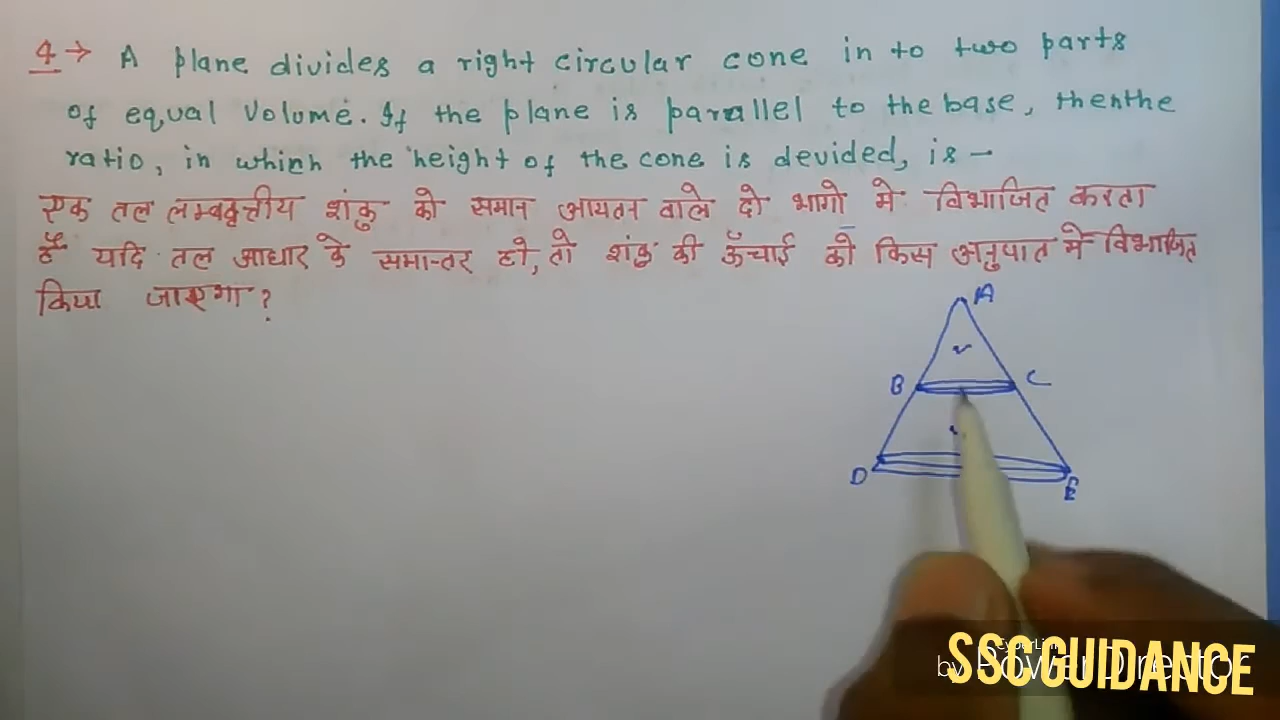 4→ A plane divides a right circular cone in to two parts
of equal Volume. If the plane is parallel to the base, thenthe
ratio, in whinh the height of the cone is devided, is –
एक तल लम्बवृत्तीय शंकु को समान आयतन वाले दो भागो मे विभाजित करता
है यदि तल आधार के समान्तर हो, तो शंकु की ऊँचाई को किस अनुपात मे विभाजित
किया जाएगा?
A
v
B C
D E
SSCGUIDANCE
by PowerDirector